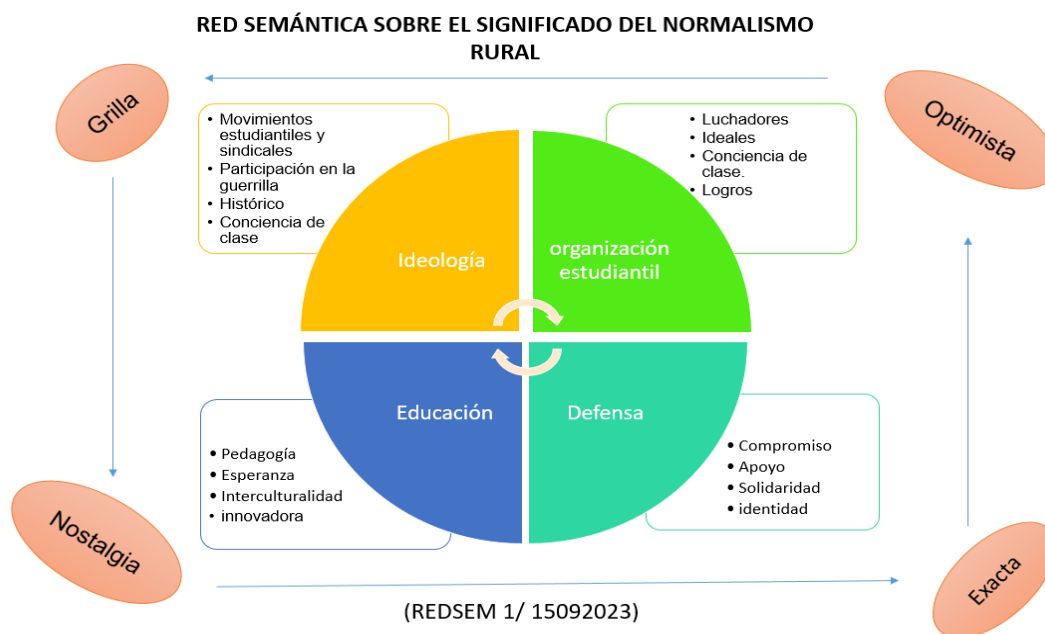 RED SEMÁNTICA SOBRE EL SIGNIFICADO DEL NORMALISMO
RURAL
Grilla
• Movimientos
estudiantiles y
sindicales
• Participación en la
guerrilla
• Histórico
• Conciencia de
clase
• Luchadores
• Ideales
• Conciencia de
clase.
• Logros
Optimista
Ideología
organización
estudiantil
Educación
Defensa
• Pedagogía
• Esperanza
• Interculturalidad
• innovadora
• Compromiso
• Apoyo
• Solidaridad
• identidad
Nostalgia
Exacta
(REDSEM 1/ 15092023)